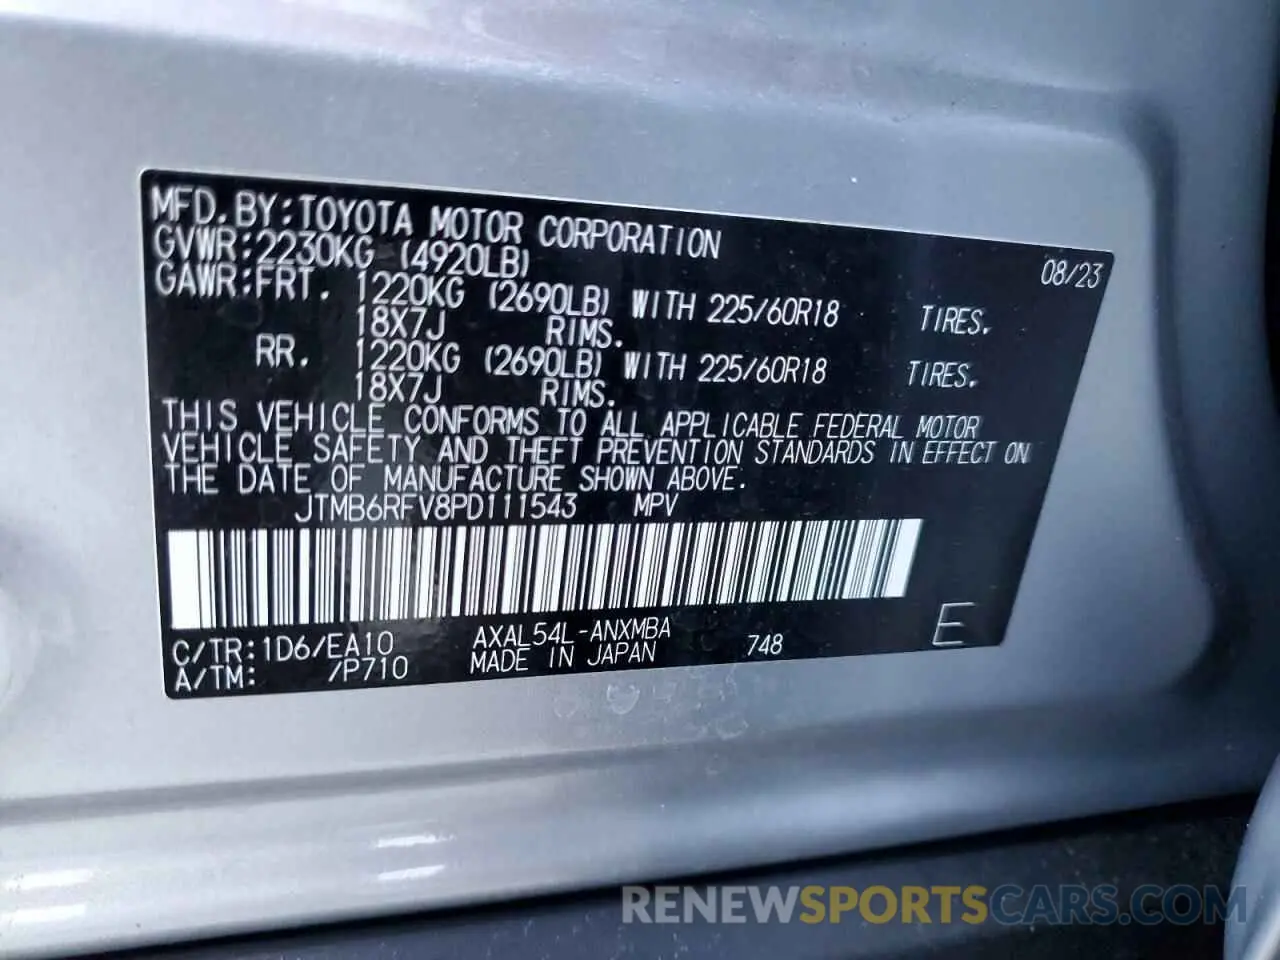 MFD.BY:TOYOTA MOTOR CORPORATION
GVWR:2230KG (4920LB) 08/23
GAWR:FRT. 1220KG (2690LB) WITH 225/60R18 TIRES.
18X7J RIMS.
RR. 1220KG (2690LB) WITH 225/60R18 TIRES.
18X7J RIMS.
THIS VEHICLE CONFORMS TO ALL APPLICABLE FEDERAL MOTOR
VEHICLE SAFETY AND THEFT PREVENTION STANDARDS IN EFFECT ON
THE DATE OF MANUFACTURE SHOWN ABOVE.
JTMB6RFV8PD111543 MPV
C/TR:1D6/EA10 AXAL54L-ANXMBA 748 E
A/TM: /P710 MADE IN JAPAN
RENEWSPORTSCARS.COM